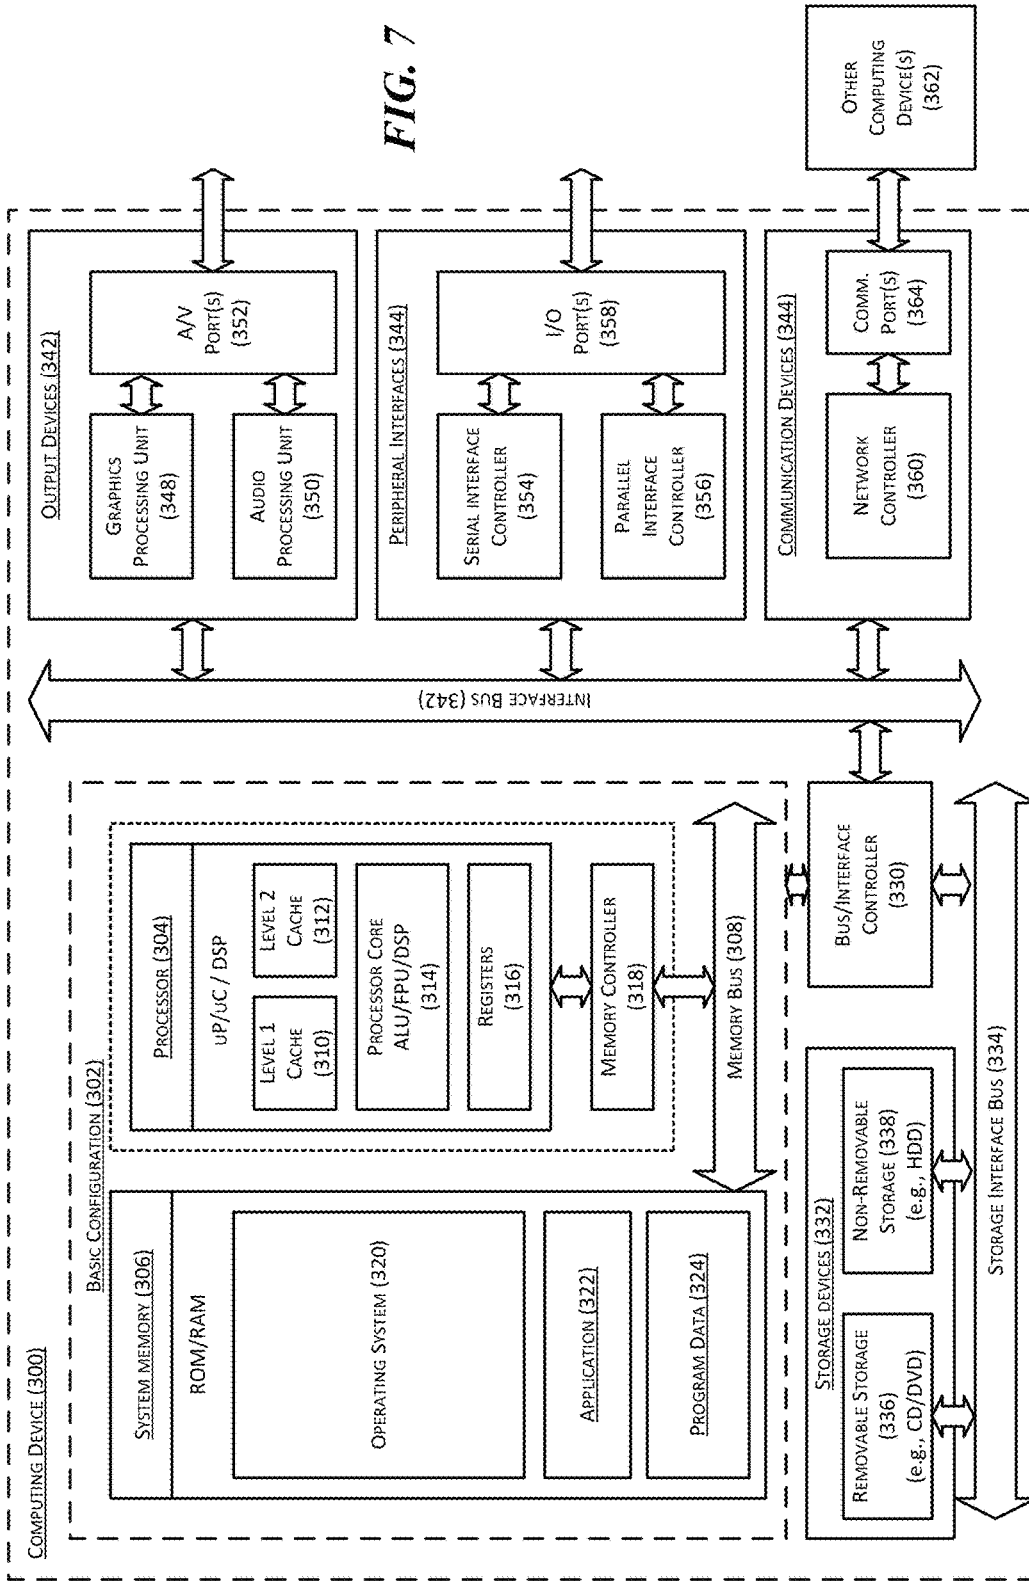 COMPUTING DEVICE (300)
BASIC CONFIGURATION (302)
SYSTEM MEMORY (306)
ROM/RAM
OPERATING SYSTEM (320)
APPLICATION (322)
PROGRAM DATA (324)
PROCESSOR (304)
uP/uC / DSP
LEVEL 1
CACHE
(310)
LEVEL 2
CACHE
(312)
PROCESSOR CORE
ALU/FPU/DSP
(314)
REGISTERS
(316)
MEMORY CONTROLLER
(318)
MEMORY BUS (308)
STORAGE DEVICES (332)
REMOVABLE STORAGE
(336)
(e.g., CD/DVD)
NON-REMOVABLE
STORAGE (338)
(e.g., HDD)
STORAGE INTERFACE BUS (334)
BUS/INTERFACE
CONTROLLER
(330)
INTERFACE BUS (342)
OUTPUT DEVICES (342)
GRAPHICS
PROCESSING UNIT
(348)
AUDIO
PROCESSING UNIT
(350)
A/V
PORT(S)
(352)
PERIPHERAL INTERFACES (344)
SERIAL INTERFACE
CONTROLLER
(354)
PARALLEL
INTERFACE
CONTROLLER
(356)
I/O
PORT(S)
(358)
COMMUNICATION DEVICES (344)
NETWORK
CONTROLLER
(360)
COMM.
PORT(S)
(364)
OTHER
COMPUTING
DEVICE(S)
(362)
FIG. 7